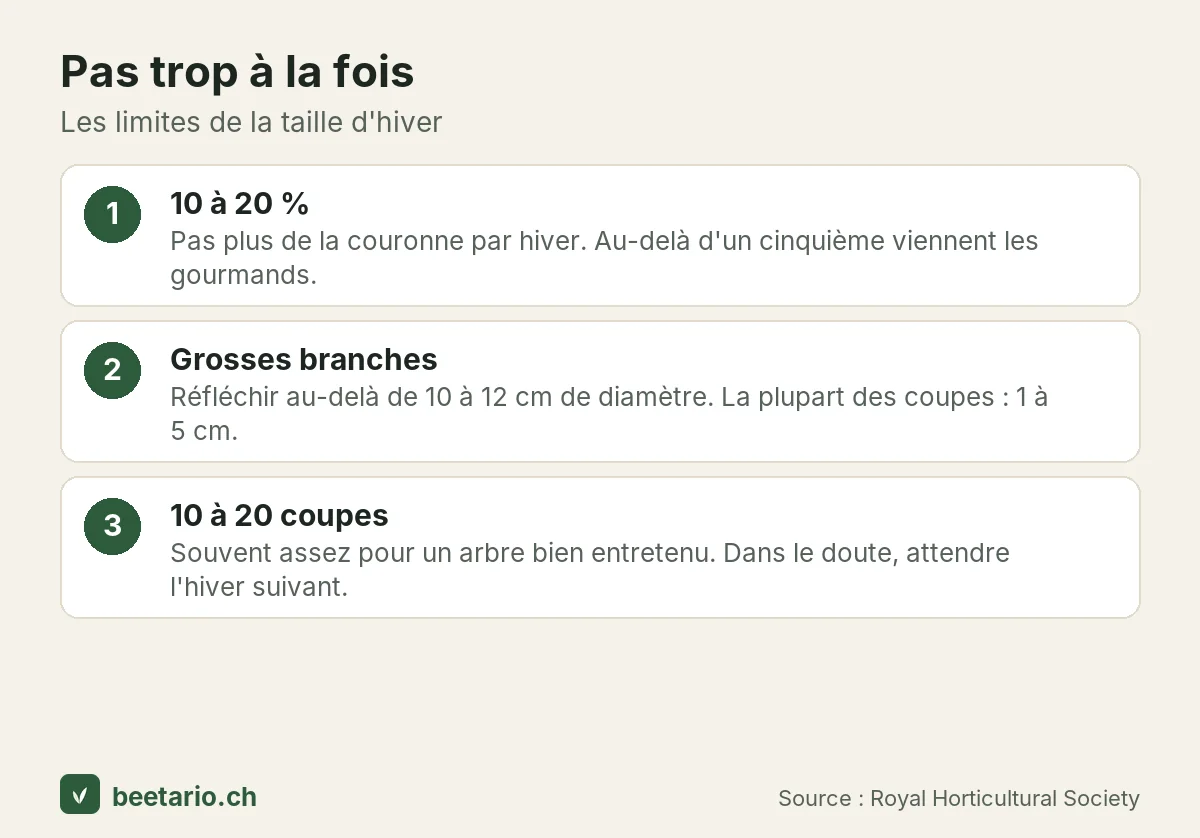 Pas trop à la fois
Les limites de la taille d'hiver
1
10 à 20 %
Pas plus de la couronne par hiver. Au-delà d'un cinquième viennent les
gourmands.
2
Grosses branches
Réfléchir au-delà de 10 à 12 cm de diamètre. La plupart des coupes : 1 à
5 cm.
3
10 à 20 coupes
Souvent assez pour un arbre bien entretenu. Dans le doute, attendre
l'hiver suivant.
beetario.ch
Source : Royal Horticultural Society